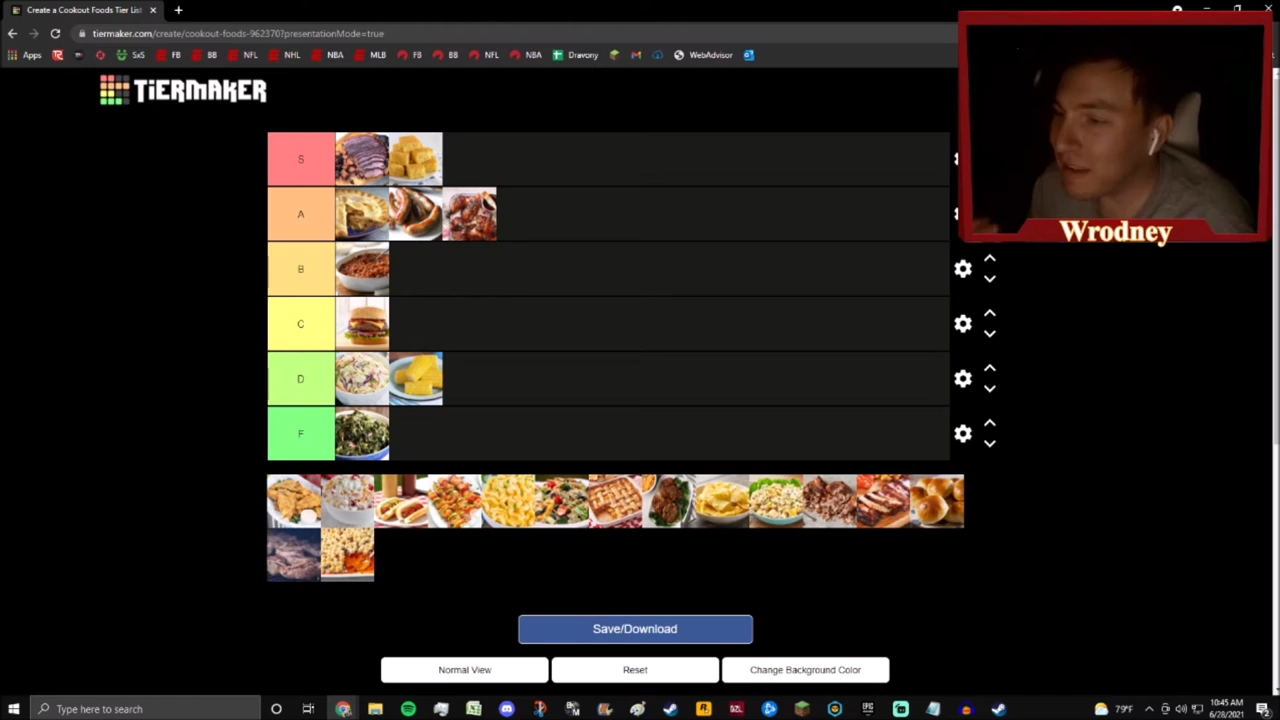 Create a Cookout Foods Tier List
tiermaker.com/create/cookout-foods-962370?presentationMode=true
Apps SxS FB BB NFL NHL NBA MLB FB BB NFL NBA Dravony WebAdvisor
TiERMAKER
Wrodney
S
A
B
C
D
F
Save/Download
Normal View Reset Change Background Color
Type here to search
79°F
10:45 AM
6/28/2021